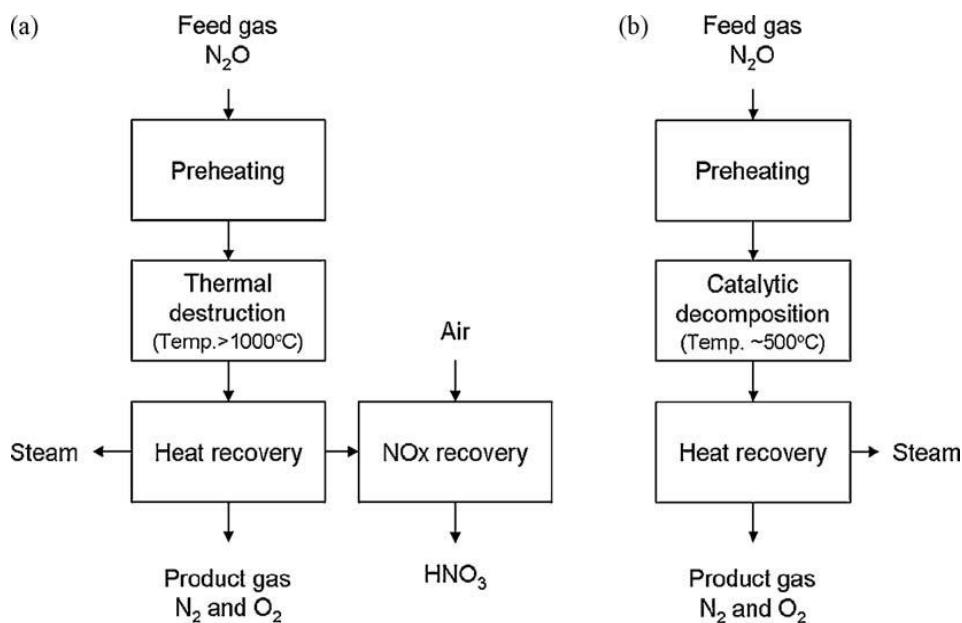 (a)
Feed gas
N₂O
Preheating
Thermal
destruction
(Temp.>1000°C)
Air
Steam
Heat recovery
NOx recovery
Product gas
N₂ and O₂
HNO₃
(b)
Feed gas
N₂O
Preheating
Catalytic
decomposition
(Temp. ~500°C)
Heat recovery
Steam
Product gas
N₂ and O₂